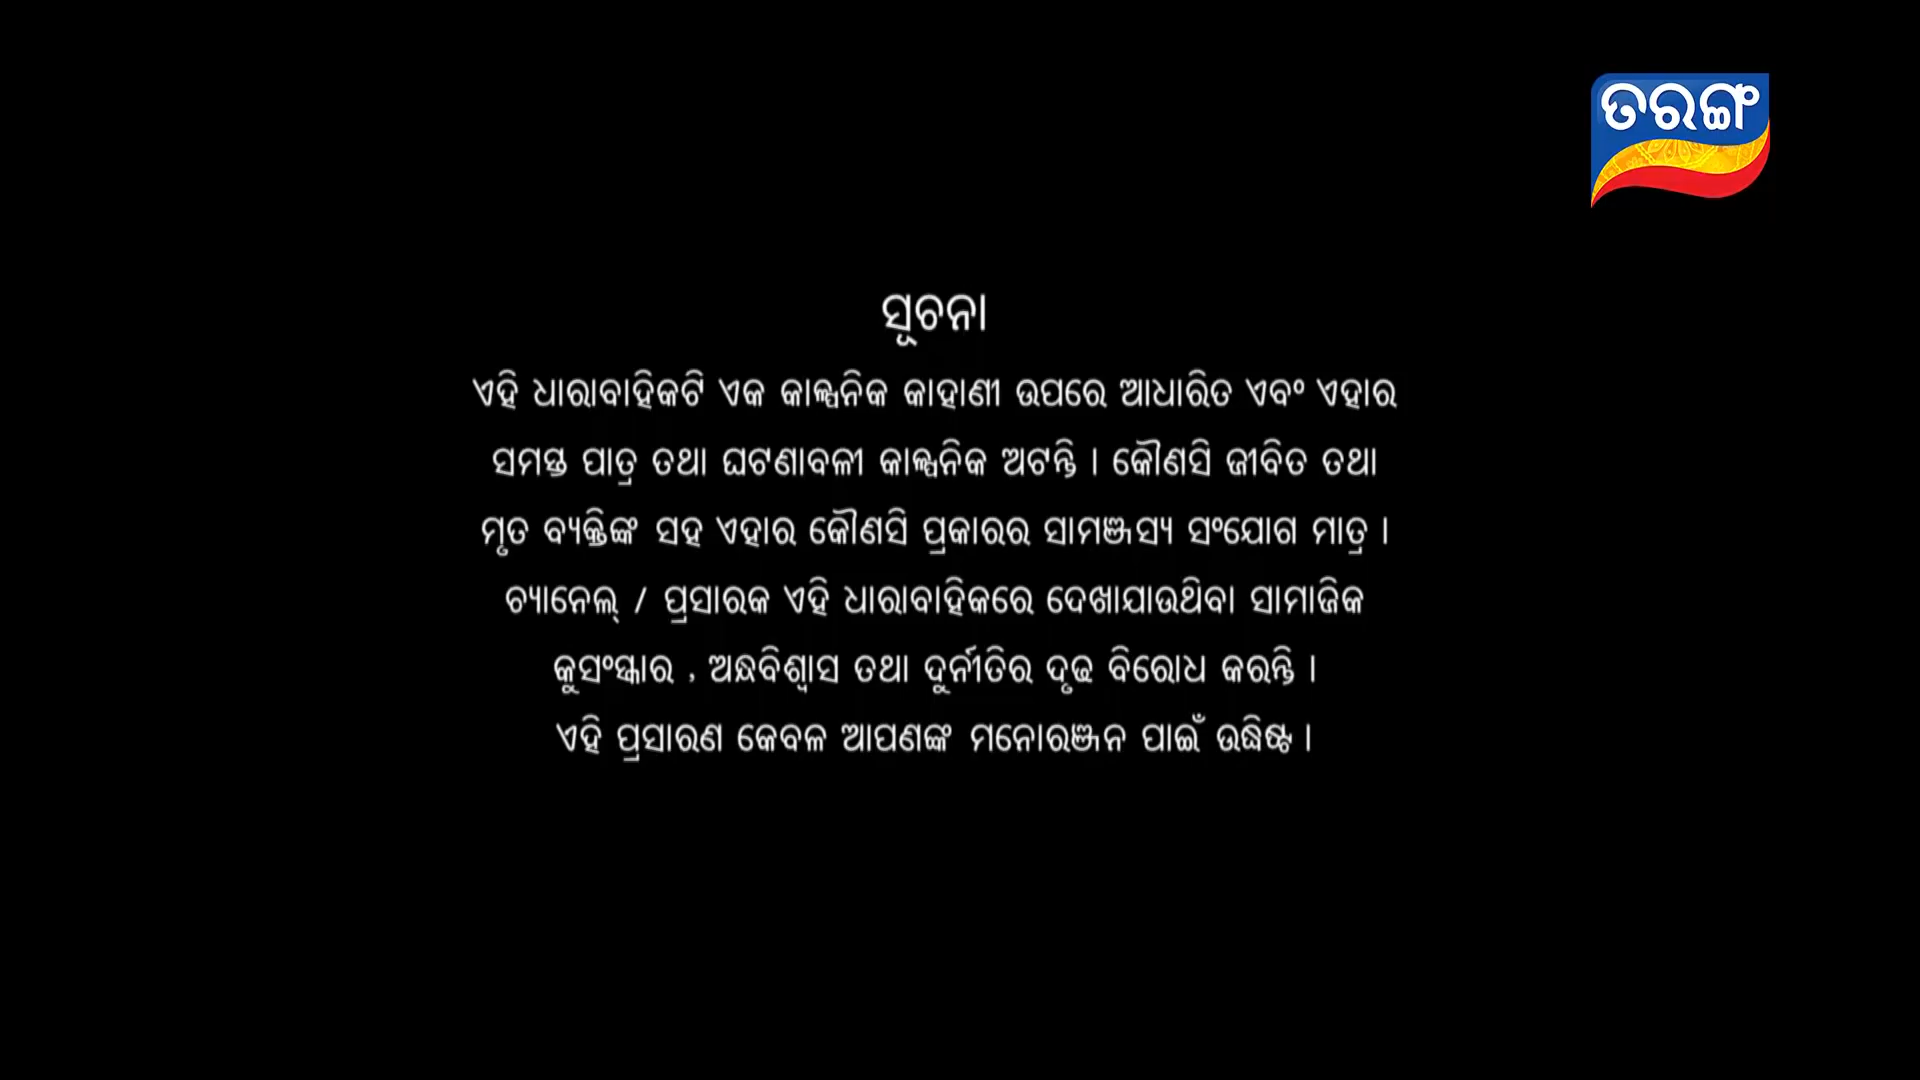 ତରଙ୍ଗ
ସୂଚନା
ଏହି ଧାରାବାହିକଟି ଏକ କାଳ୍ପନିକ କାହାଣୀ ଉପରେ ଆଧାରିତ ଏବଂ ଏହାର
ସମସ୍ତ ପାତ୍ର ତଥା ଘଟଣାବଳୀ କାଳ୍ପନିକ ଅଟନ୍ତି । କୌଣସି ଜୀବିତ ତଥା
ମୃତ ବ୍ୟକ୍ତିଙ୍କ ସହ ଏହାର କୌଣସି ପ୍ରକାରର ସାମଞ୍ଜସ୍ୟ ସଂଯୋଗ ମାତ୍ର ।
ଚ୍ୟାନେଲ୍ / ପ୍ରସାରକ ଏହି ଧାରାବାହିକରେ ଦେଖାଯାଉଥିବା ସାମାଜିକ
କୁସଂସ୍କାର , ଅନ୍ଧବିଶ୍ୱାସ ତଥା ଦୁର୍ନୀତିର ଦୃଢ ବିରୋଧ କରନ୍ତି ।
ଏହି ପ୍ରସାରଣ କେବଳ ଆପଣଙ୍କ ମନୋରଞ୍ଜନ ପାଇଁ ଉଦ୍ଧିଷ୍ଟ ।